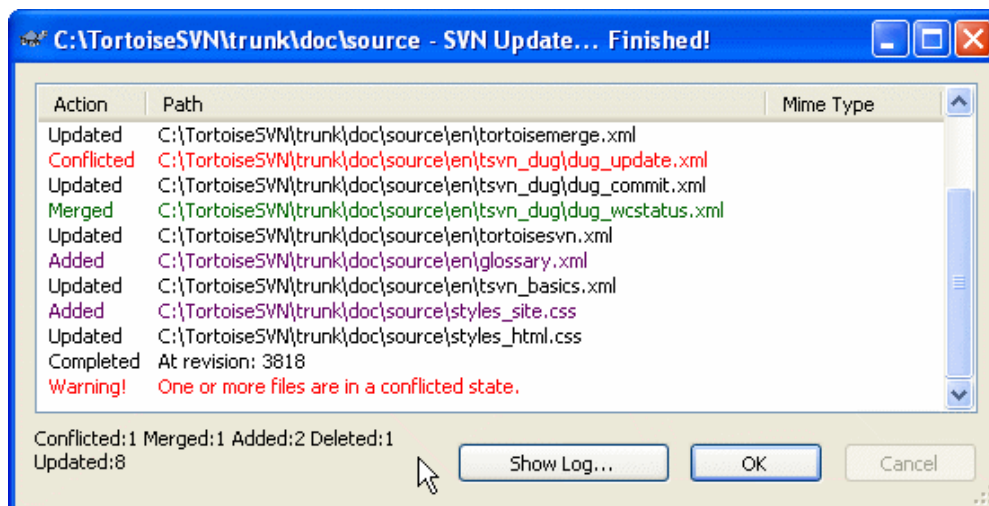 C:\TortoiseSVN\trunk\doc\source - SVN Update... Finished!
Action Path Mime Type
Updated C:\TortoiseSVN\trunk\doc\source\en\tortoisemerge.xml
Conflicted C:\TortoiseSVN\trunk\doc\source\en\tsvn_dug\dug_update.xml
Updated C:\TortoiseSVN\trunk\doc\source\en\tsvn_dug\dug_commit.xml
Merged C:\TortoiseSVN\trunk\doc\source\en\tsvn_dug\dug_wcstatus.xml
Updated C:\TortoiseSVN\trunk\doc\source\en\tortoisesvn.xml
Added C:\TortoiseSVN\trunk\doc\source\en\glossary.xml
Updated C:\TortoiseSVN\trunk\doc\source\en\tsvn_basics.xml
Added C:\TortoiseSVN\trunk\doc\source\styles_site.css
Updated C:\TortoiseSVN\trunk\doc\source\styles_html.css
Completed At revision: 3818
Warning! One or more files are in a conflicted state.
Conflicted:1 Merged:1 Added:2 Deleted:1
Updated:8
Show Log... OK Cancel